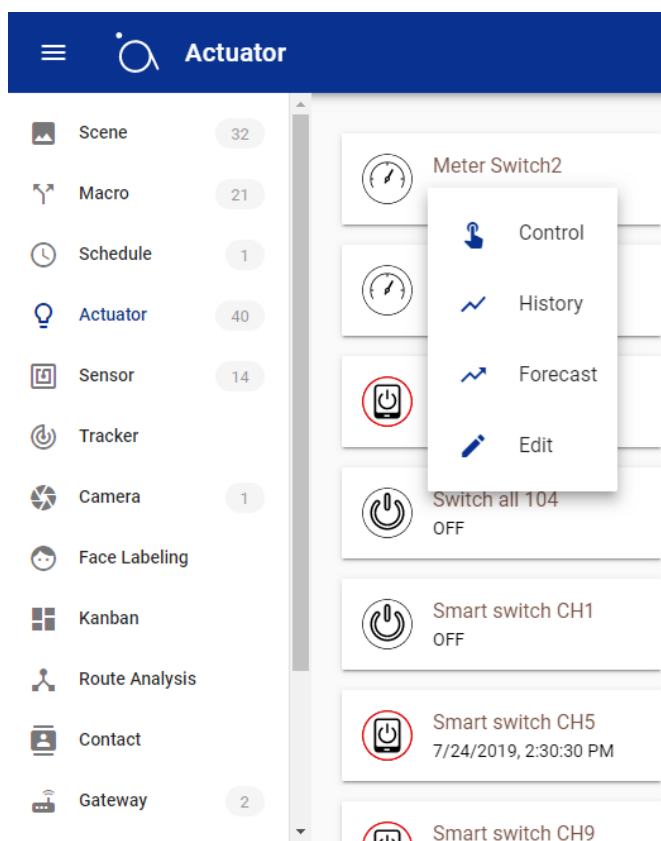 Actuator
Scene 32
Macro 21
Schedule 1
Actuator 40
Sensor 14
Tracker
Camera 1
Face Labeling
Kanban
Route Analysis
Contact
Gateway 2
Meter Switch2
Control
History
Forecast
Edit
Switch all 104
OFF
Smart switch CH1
OFF
Smart switch CH5
7/24/2019, 2:30:30 PM
Smart switch CH9